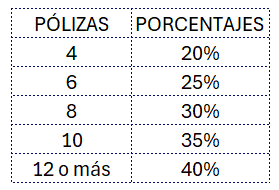 PÓLIZAS PORCENTAJES
4 20%
6 25%
8 30%
10 35%
12 o más 40%